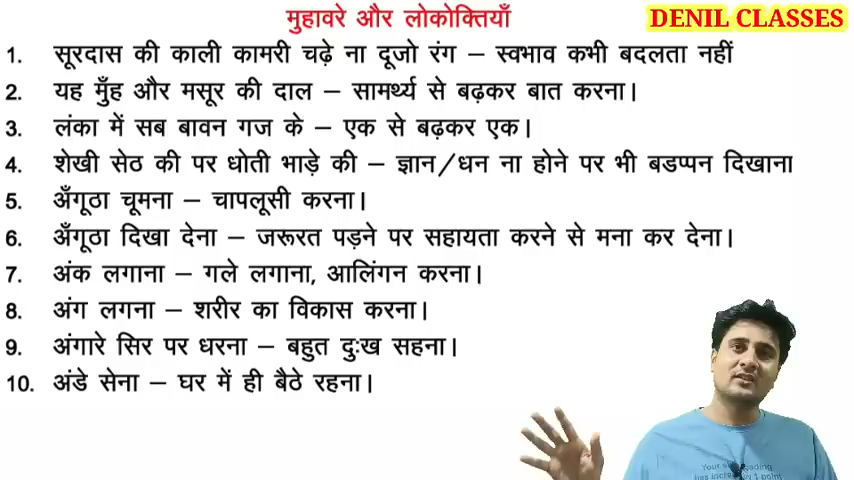 मुहावरे और लोकोक्तियाँ
DENIL CLASSES
1. सूरदास की काली कामरी चढ़े ना दूजो रंग – स्वभाव कभी बदलता नहीं
2. यह मुँह और मसूर की दाल – सामर्थ्य से बढ़कर बात करना।
3. लंका में सब बावन गज के – एक से बढ़कर एक।
4. शेखी सेठ की पर धोती भाड़े की – ज्ञान/धन ना होने पर भी बडप्पन दिखाना
5. अँगूठा चूमना – चापलूसी करना।
6. अँगूठा दिखा देना – जरूरत पड़ने पर सहायता करने से मना कर देना।
7. अंक लगाना – गले लगाना, आलिंगन करना।
8. अंग लगना – शरीर का विकास करना।
9. अंगारे सिर पर धरना – बहुत दुःख सहना।
10. अंडे सेना – घर में ही बैठे रहना।